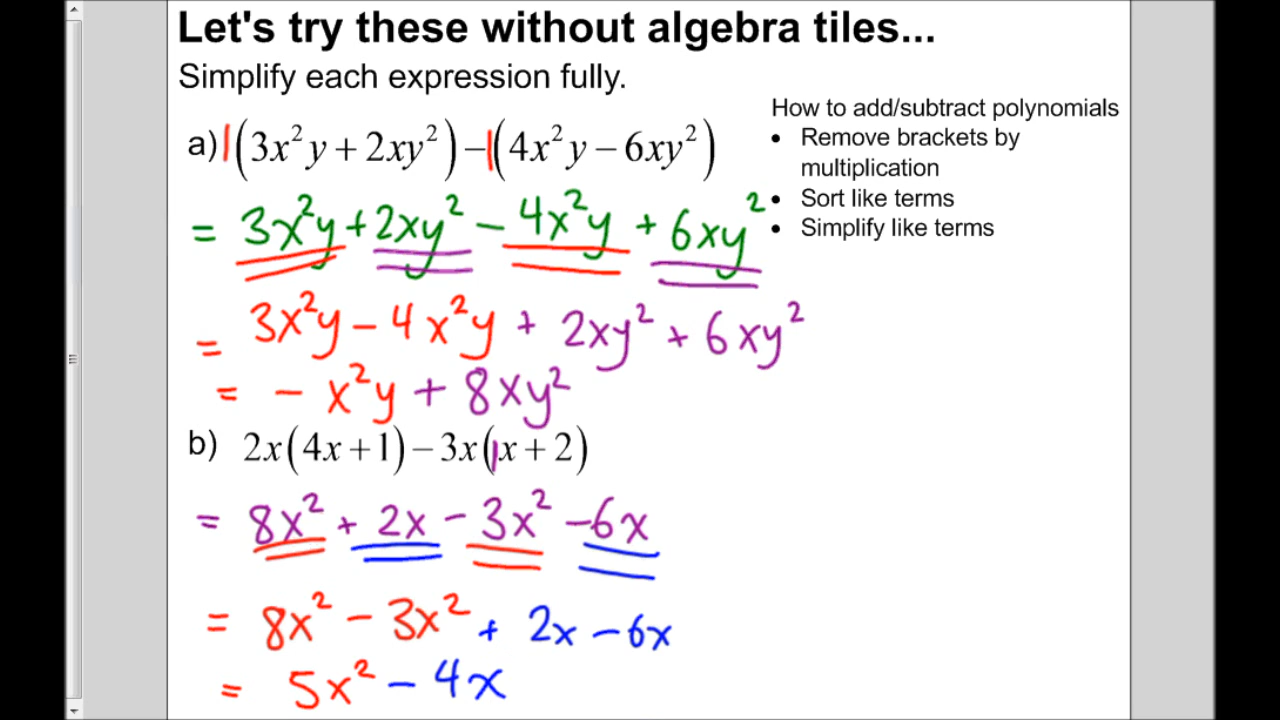 Let's try these without algebra tiles...
Simplify each expression fully.
How to add/subtract polynomials
• Remove brackets by
multiplication
• Sort like terms
• Simplify like terms
a) 1(3x²y + 2xy²) − 1(4x²y − 6xy²)
= 3x²y + 2xy² − 4x²y + 6xy²
= 3x²y − 4x²y + 2xy² + 6xy²
= − x²y + 8xy²
b) 2x(4x + 1) − 3x(1x + 2)
= 8x² + 2x − 3x² − 6x
= 8x² − 3x² + 2x − 6x
= 5x² − 4x